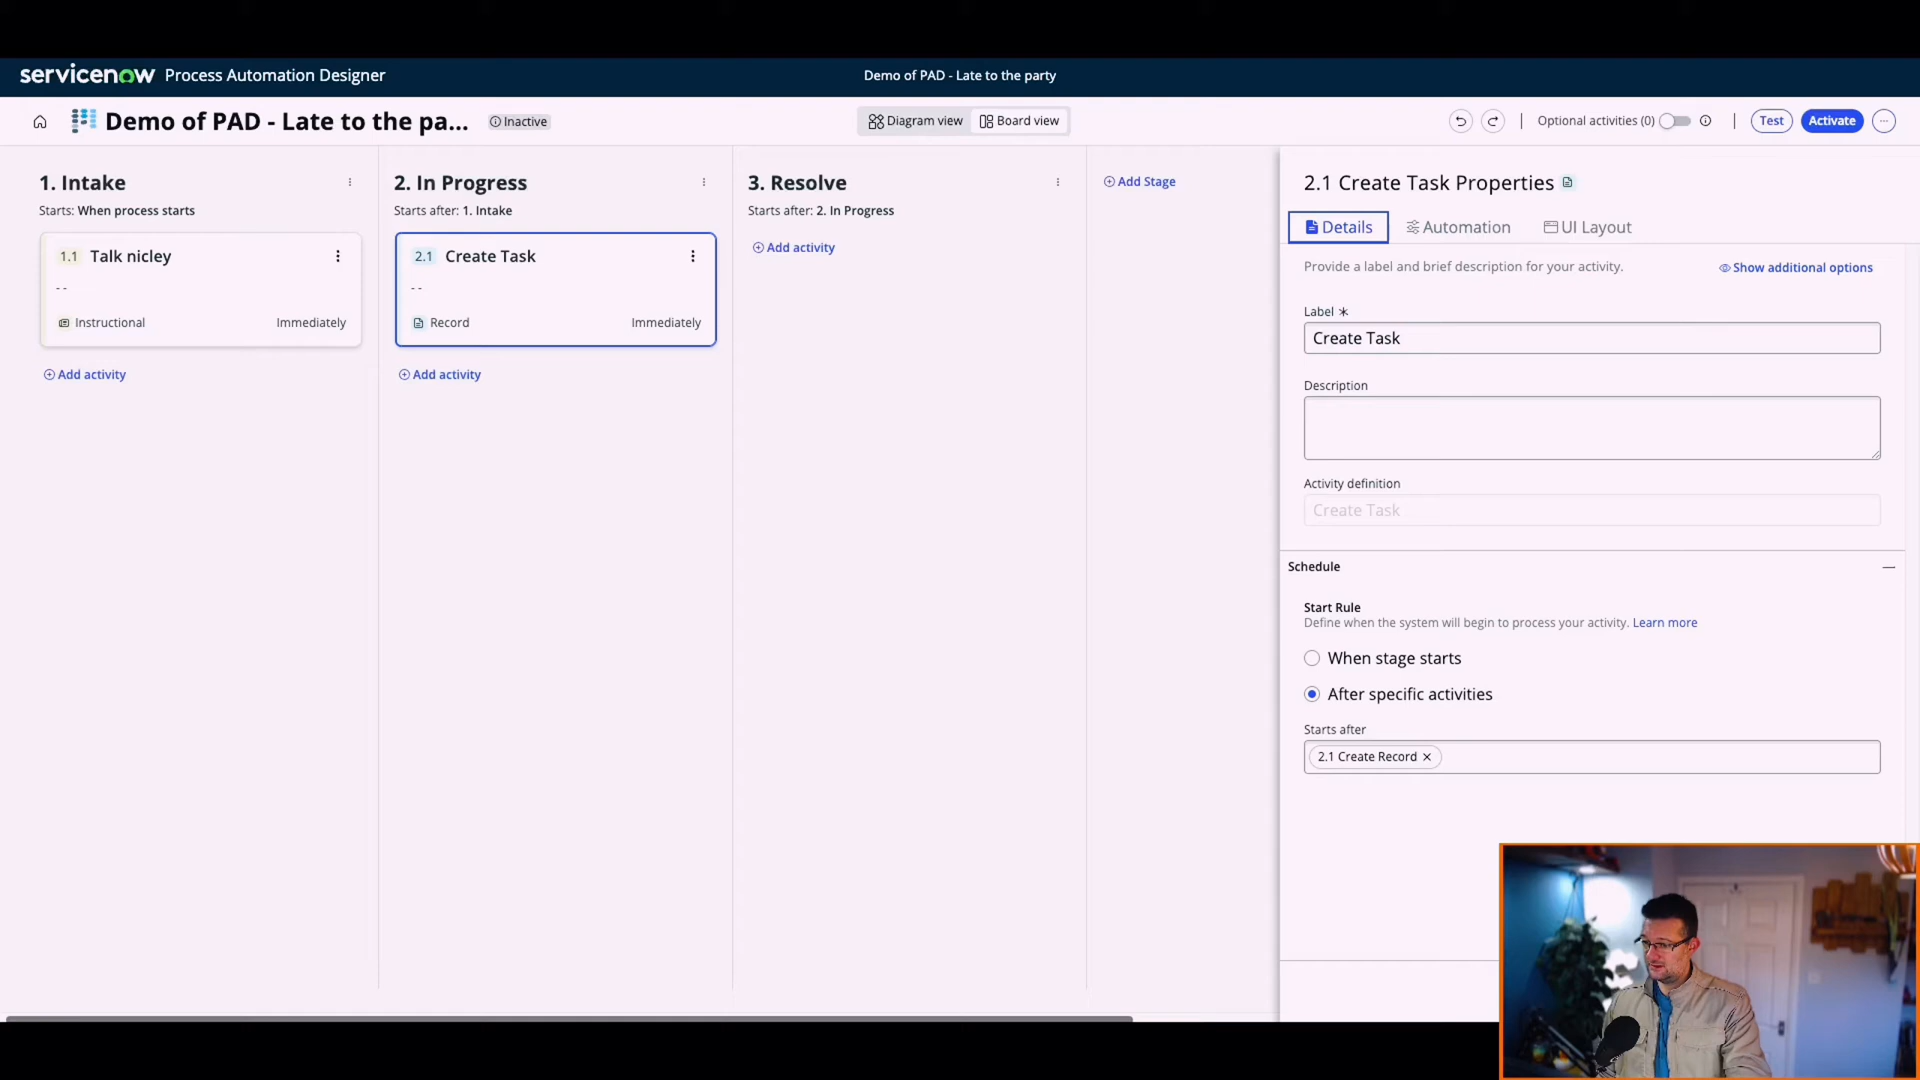 servicenow Process Automation Designer
Demo of PAD - Late to the party
Demo of PAD - Late to the pa...
Inactive
Diagram view
Board view
Optional activities (0)
Test
Activate
1. Intake
Starts: When process starts
1.1 Talk nicley
--
Instructional
Immediately
Add activity
2. In Progress
Starts after: 1. Intake
2.1 Create Task
--
Record
Immediately
Add activity
3. Resolve
Starts after: 2. In Progress
Add activity
Add Stage
2.1 Create Task Properties
Details
Automation
UI Layout
Provide a label and brief description for your activity.
Show additional options
Label *
Create Task
Description
Activity definition
Create Task
Schedule
Start Rule
Define when the system will begin to process your activity. Learn more
When stage starts
After specific activities
Starts after
2.1 Create Record ×